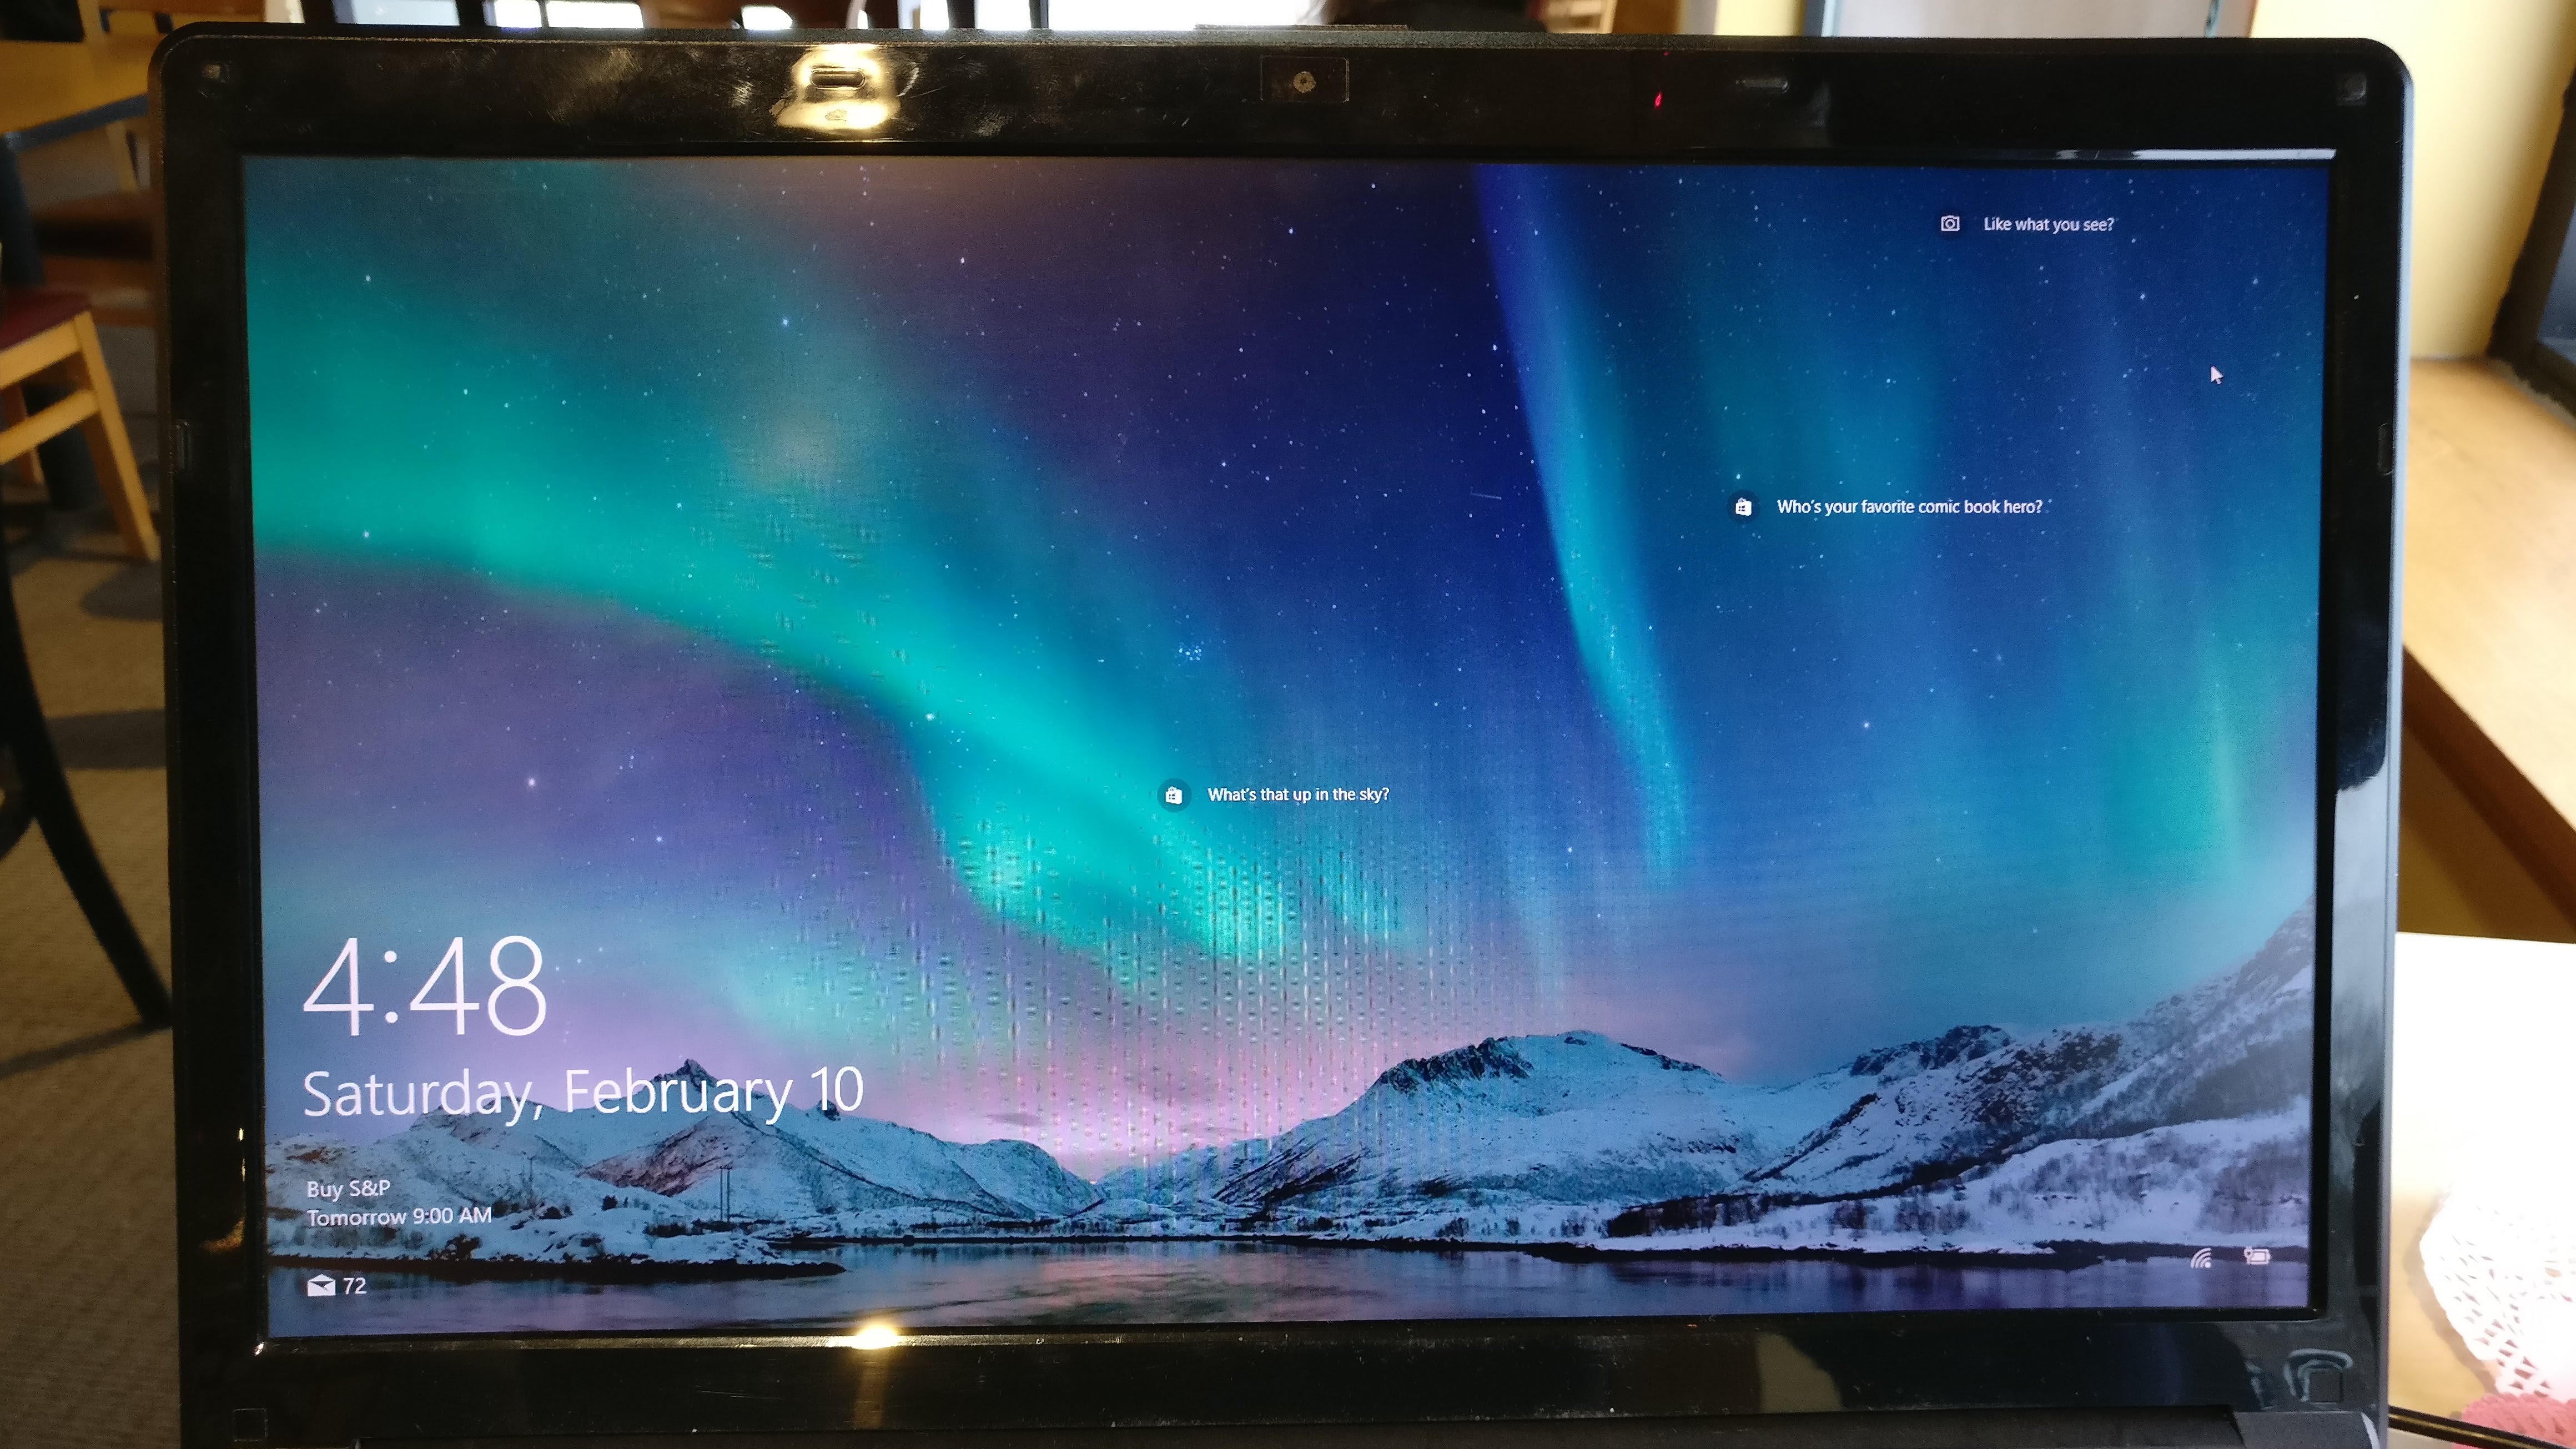 Like what you see?
Who's your favorite comic book hero?
What's that up in the sky?
4:48
Saturday, February 10
Buy S&P
Tomorrow 9:00 AM
72